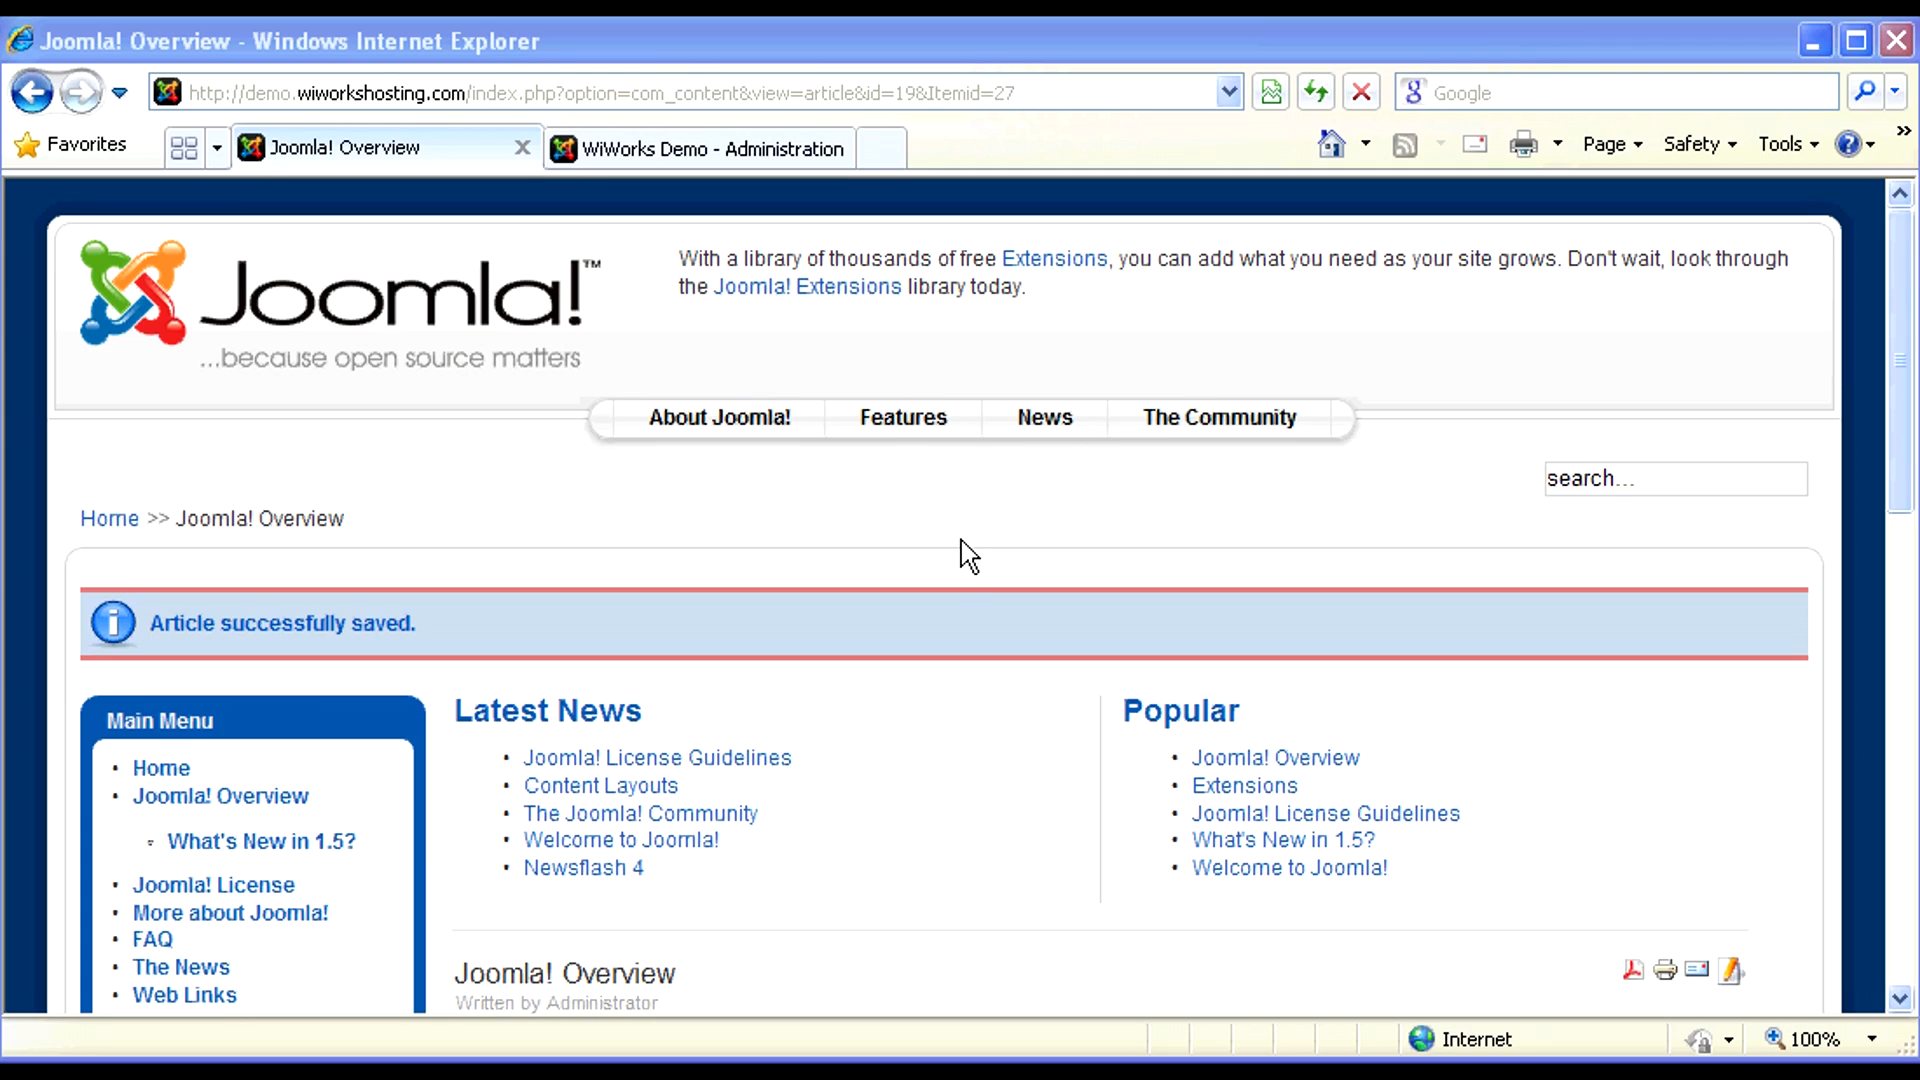 Joomla! Overview - Windows Internet Explorer
http://demo.wiworkshosting.com/index.php?option=com_content&view=article&id=19&Itemid=27
Google
Favorites
Joomla! Overview
WiWorks Demo - Administration
Page
Safety
Tools
Joomla!™
...because open source matters
With a library of thousands of free Extensions, you can add what you need as your site grows. Don't wait, look through
the Joomla! Extensions library today.
About Joomla!
Features
News
The Community
search...
Home >> Joomla! Overview
Article successfully saved.
Main Menu
Home
Joomla! Overview
What's New in 1.5?
Joomla! License
More about Joomla!
FAQ
The News
Web Links
Latest News
Joomla! License Guidelines
Content Layouts
The Joomla! Community
Welcome to Joomla!
Newsflash 4
Popular
Joomla! Overview
Extensions
Joomla! License Guidelines
What's New in 1.5?
Welcome to Joomla!
Joomla! Overview
Written by Administrator
Internet
100%